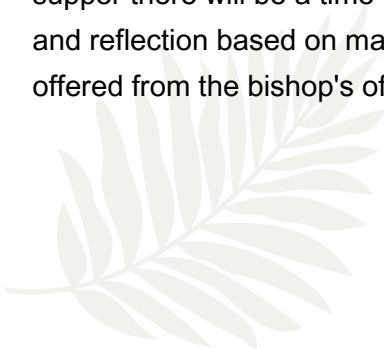 supper there will be a time
and reflection based on ma
offered from the bishop's of